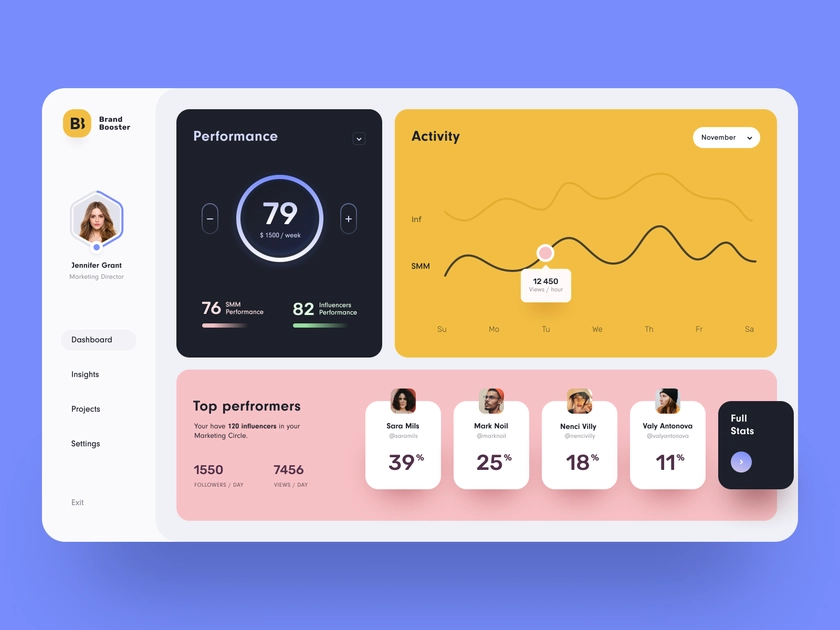 BB
Brand
Booster
Jennifer Grant
Marketing Director
Dashboard
Insights
Projects
Settings
Exit
Performance
−
79
$ 1500 / week
+
76
SMM
Performance
82
Influencers
Performance
Activity
November
Inf
SMM
12 450
Views / hour
Su Mo Tu We Th Fr Sa
Top perfrormers
Your have 120 influencers in your
Marketing Circle.
1550
FOLLOWERS / DAY
7456
VIEWS / DAY
Sara Mils
@saramils
39%
Mark Noil
@marknoil
25%
Nenci Villy
@nencivilly
18%
Valy Antonova
@valyantonova
11%
Full
Stats